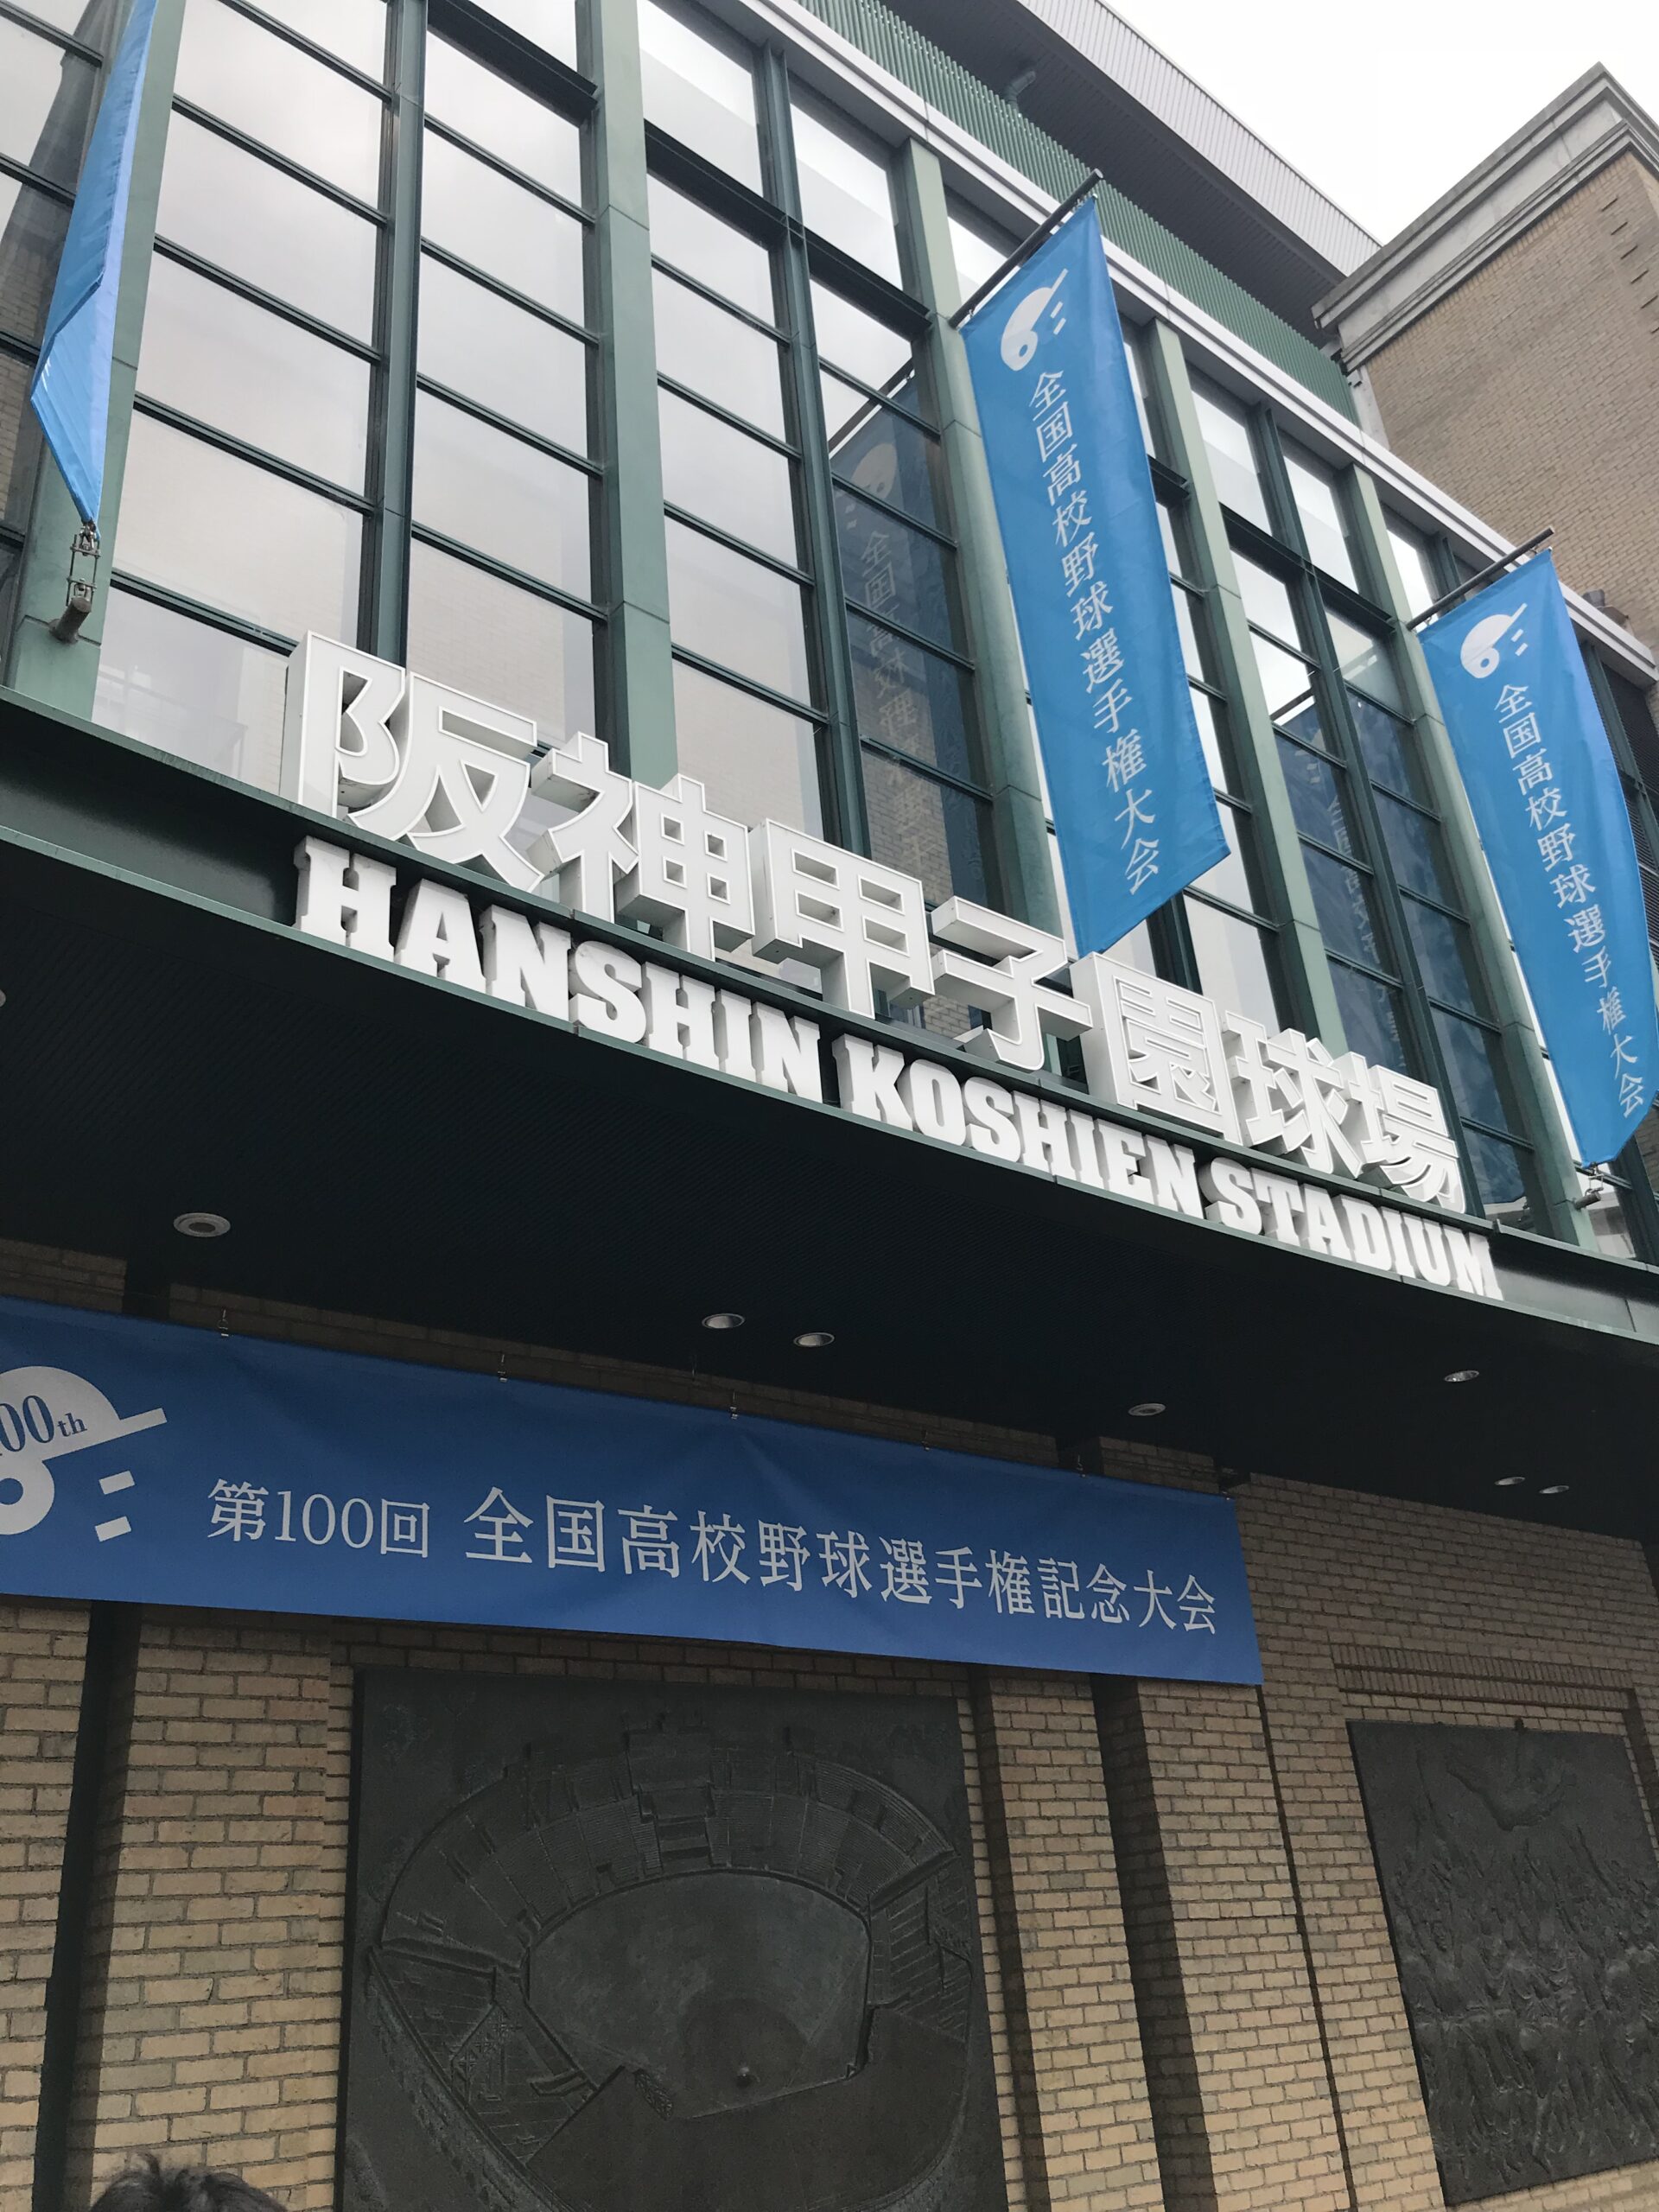 全国高校野球選手権大会
全国高校野球選手権大会
阪神甲子園球場
HANSHIN KOSHIEN STADIUM
00th
第100回 全国高校野球選手権記念大会